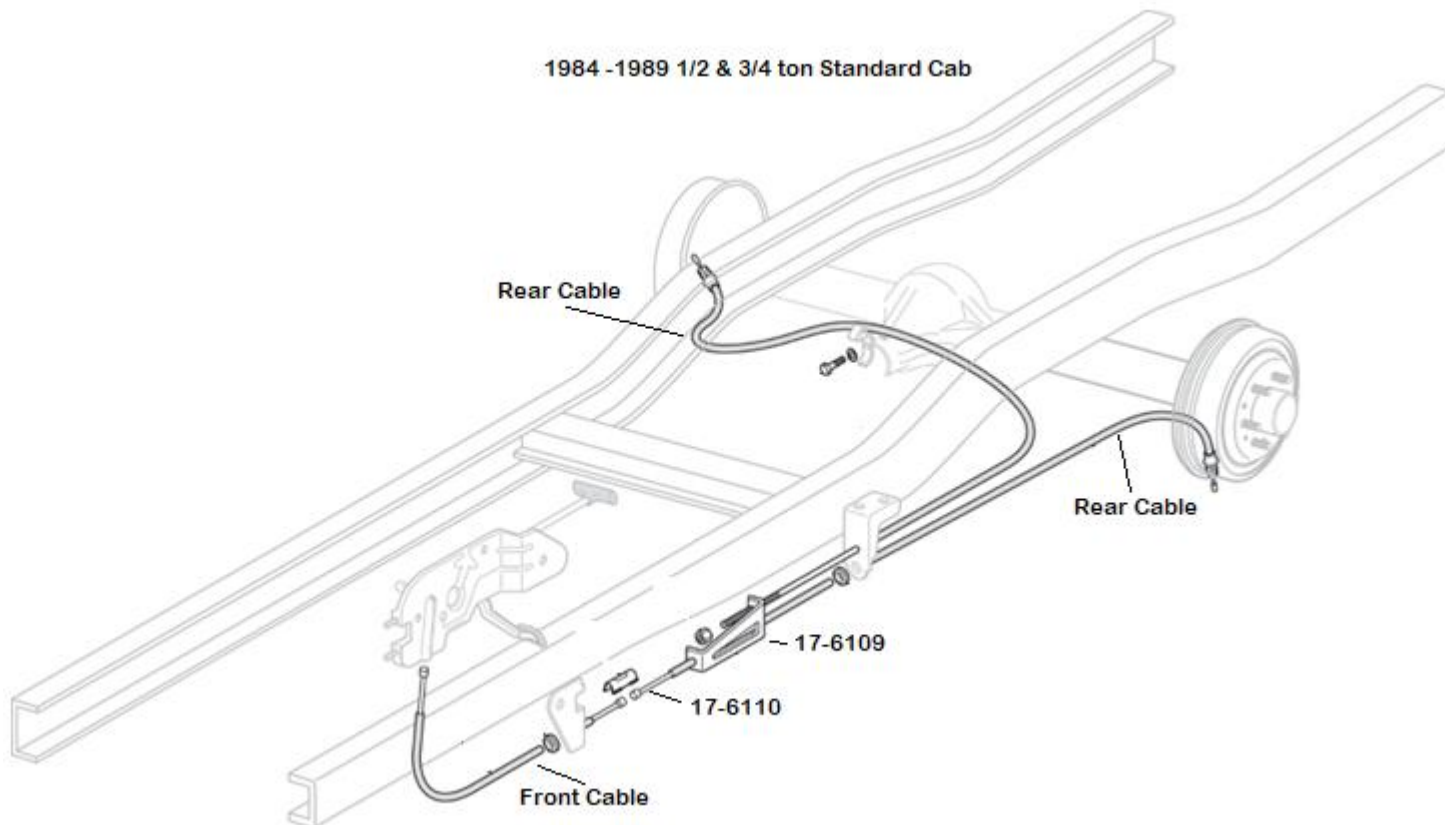 1984 -1989 1/2 & 3/4 ton Standard Cab
Rear Cable
Rear Cable
17-6109
17-6110
Front Cable